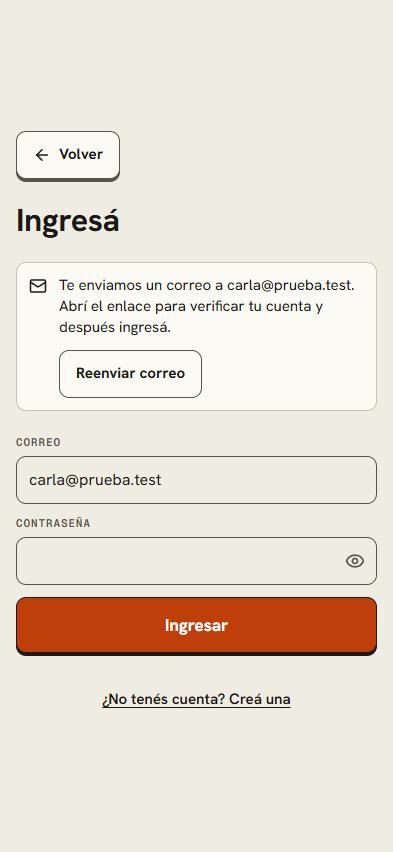 Volver
Ingresá
Te enviamos un correo a carla@prueba.test.
Abrí el enlace para verificar tu cuenta y
después ingresá.
Reenviar correo
CORREO
carla@prueba.test
CONTRASEÑA
Ingresar
¿No tenés cuenta? Creá una